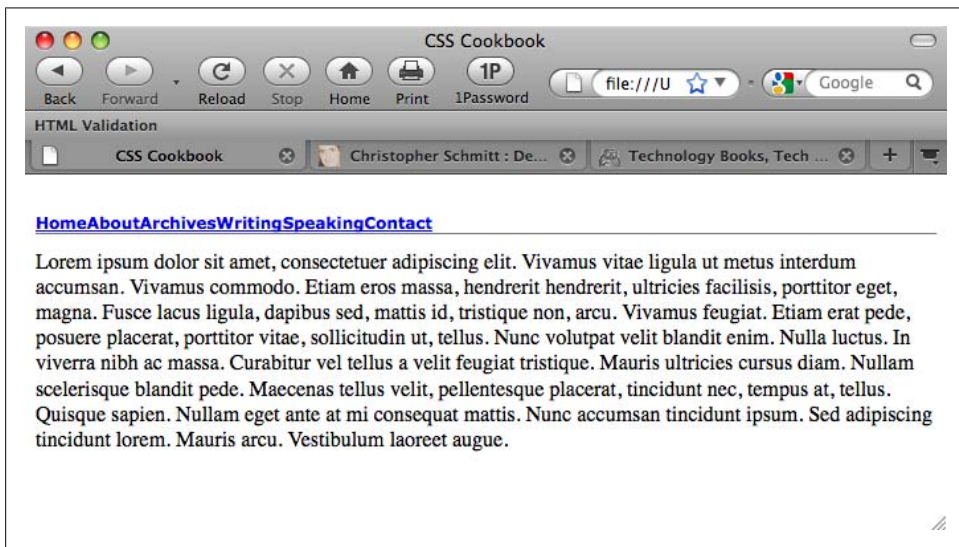 CSS Cookbook
1P
file:///U
Google
Back Forward Reload Stop Home Print 1Password
HTML Validation
CSS Cookbook Christopher Schmitt : De... Technology Books, Tech ... +
HomeAboutArchivesWritingSpeakingContact
Lorem ipsum dolor sit amet, consectetuer adipiscing elit. Vivamus vitae ligula ut metus interdum
accumsan. Vivamus commodo. Etiam eros massa, hendrerit hendrerit, ultricies facilisis, porttitor eget,
magna. Fusce lacus ligula, dapibus sed, mattis id, tristique non, arcu. Vivamus feugiat. Etiam erat pede,
posuere placerat, porttitor vitae, sollicitudin ut, tellus. Nunc volutpat velit blandit enim. Nulla luctus. In
viverra nibh ac massa. Curabitur vel tellus a velit feugiat tristique. Mauris ultricies cursus diam. Nullam
scelerisque blandit pede. Maecenas tellus velit, pellentesque placerat, tincidunt nec, tempus at, tellus.
Quisque sapien. Nullam eget ante at mi consequat mattis. Nunc accumsan tincidunt ipsum. Sed adipiscing
tincidunt lorem. Mauris arcu. Vestibulum laoreet augue.